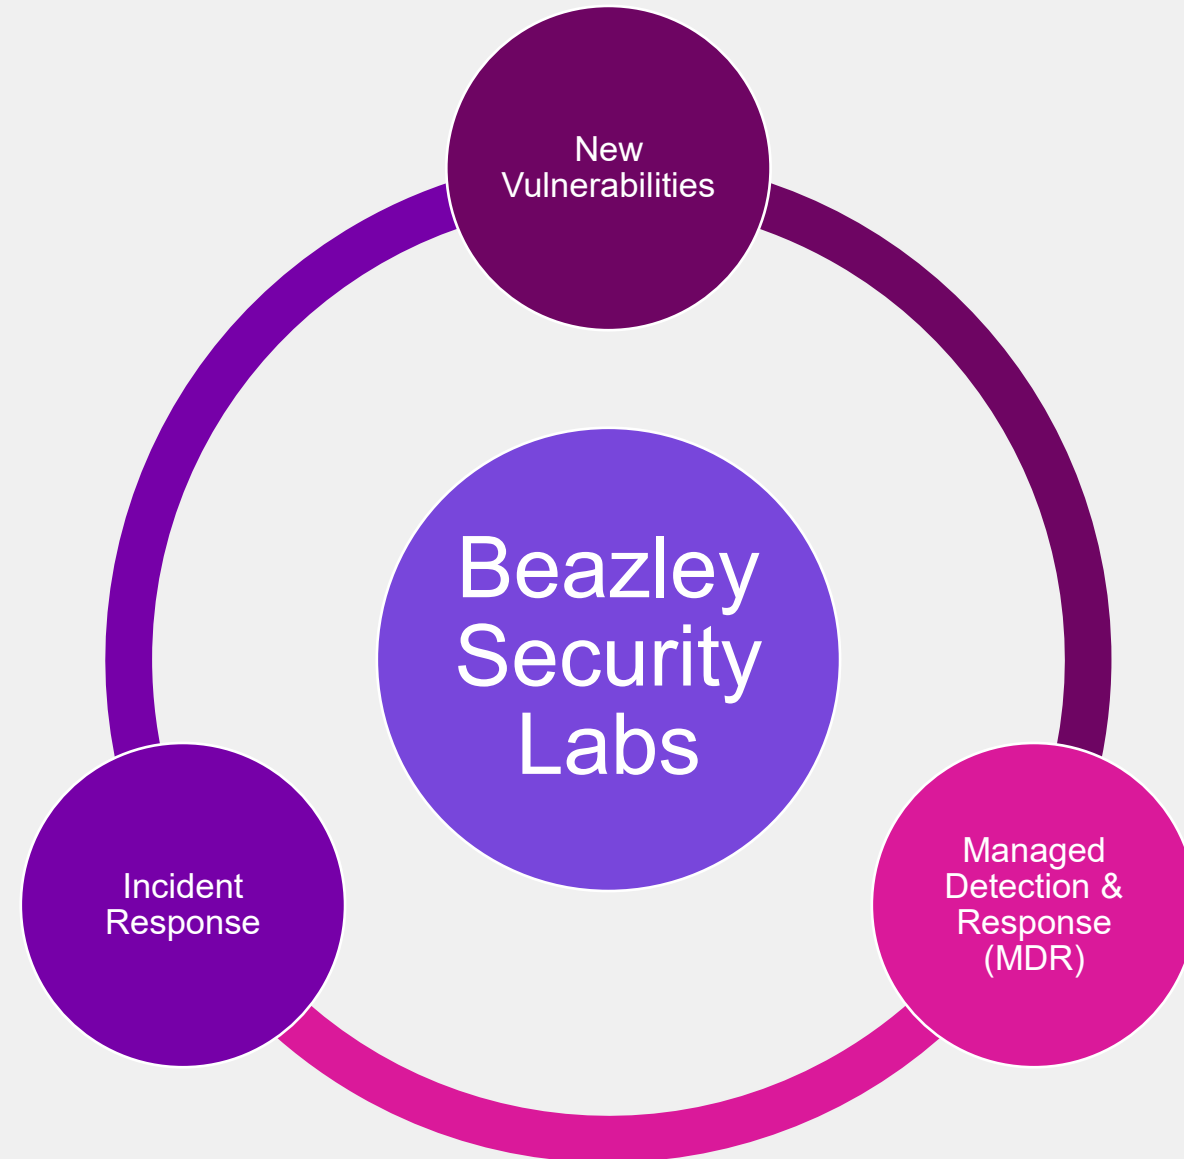 New
Vulnerabilities
Beazley
Security
Labs
Incident
Response
Managed
Detection &
Response
(MDR)